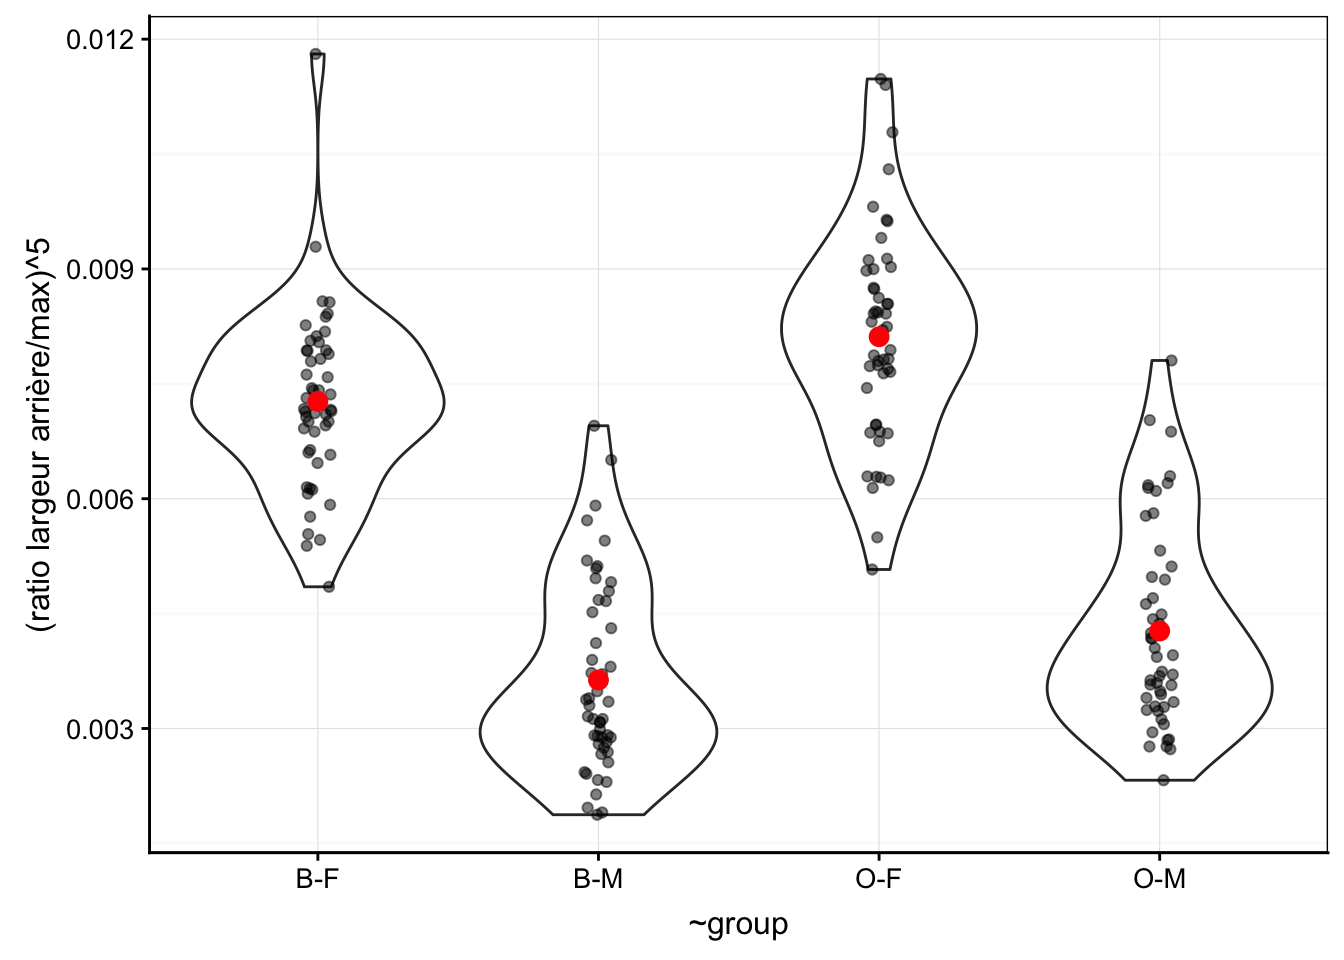 0.012
0.009
0.006
0.003
(ratio largeur arrière/max)^5
B-F B-M O-F O-M
~group